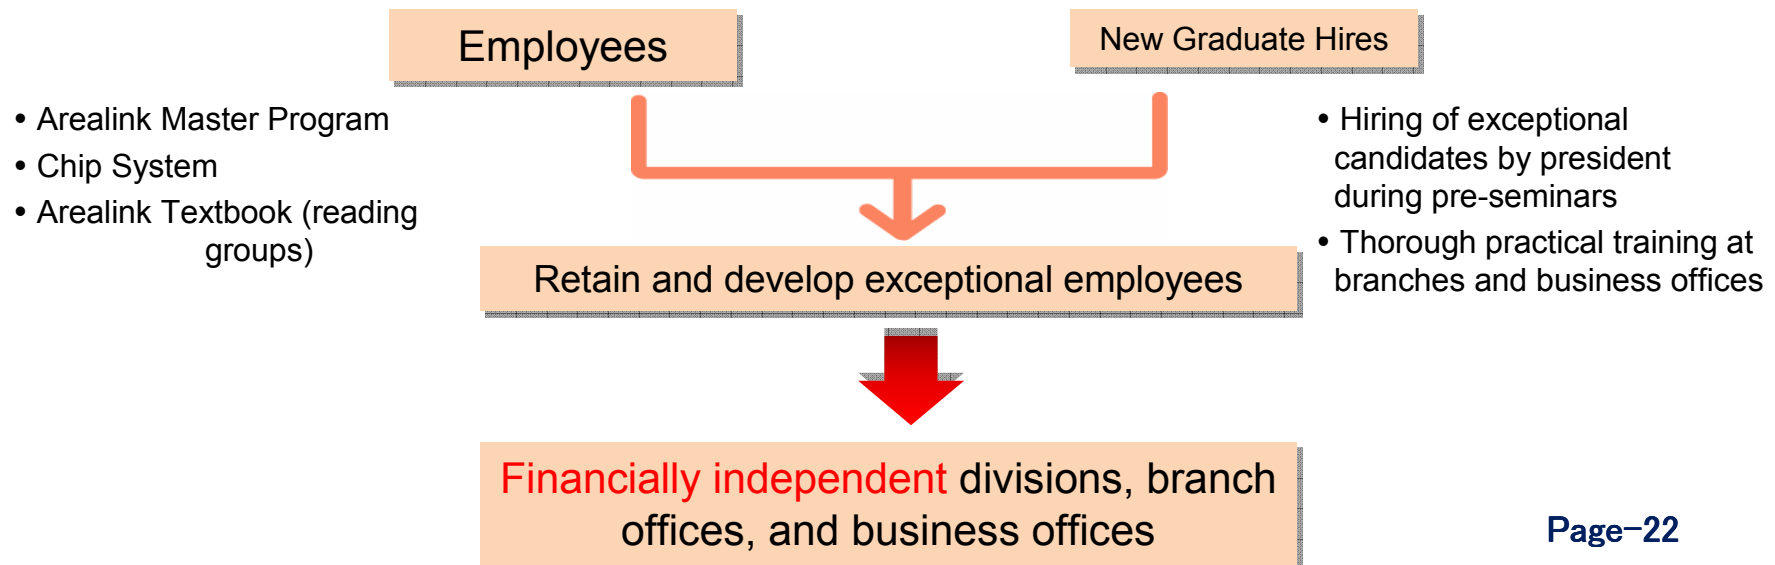 Employees
New Graduate Hires
• Arealink Master Program
• Chip System
• Arealink Textbook (reading
groups)
• Hiring of exceptional
candidates by president
during pre-seminars
• Thorough practical training at
branches and business offices
Retain and develop exceptional employees
Financially independent divisions, branch
offices, and business offices
Page-22